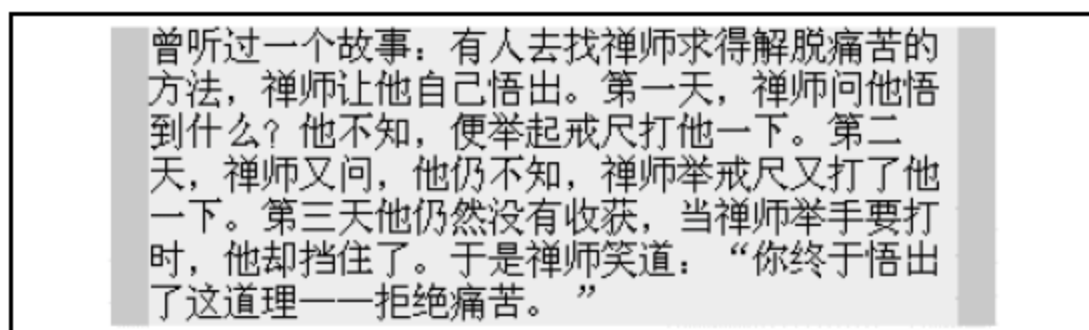 曾听过一个故事：有人去找禅师求得解脱痛苦的
方法，禅师让他自己悟出。第一天，禅师问他悟
到什么？他不知，便举起戒尺打他一下。第二
天，禅师又问，他仍不知，禅师举戒尺又打了他
一下。第三天他仍然没有收获，当禅师举手要打
时，他却挡住了。于是禅师笑道：“你终于悟出
了这道理——拒绝痛苦。”